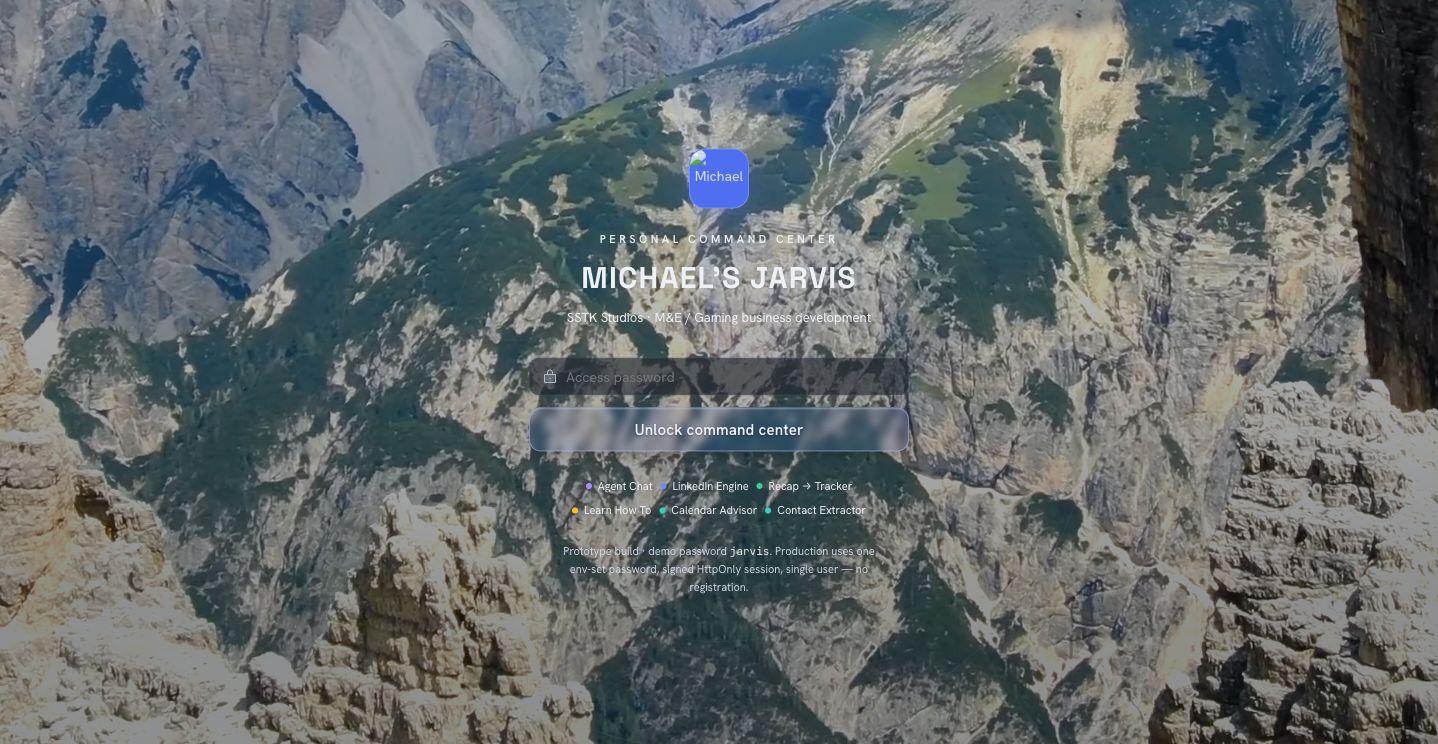 Michael
PERSONAL COMMAND CENTER
MICHAEL'S JARVIS
SSTK Studios · M&E / Gaming business development
Access password
Unlock command center
Agent Chat LinkedIn Engine Recap → Tracker
Learn How To Calendar Advisor Contact Extractor
Prototype build · demo password jarvis. Production uses one
env-set password, signed HttpOnly session, single user — no
registration.